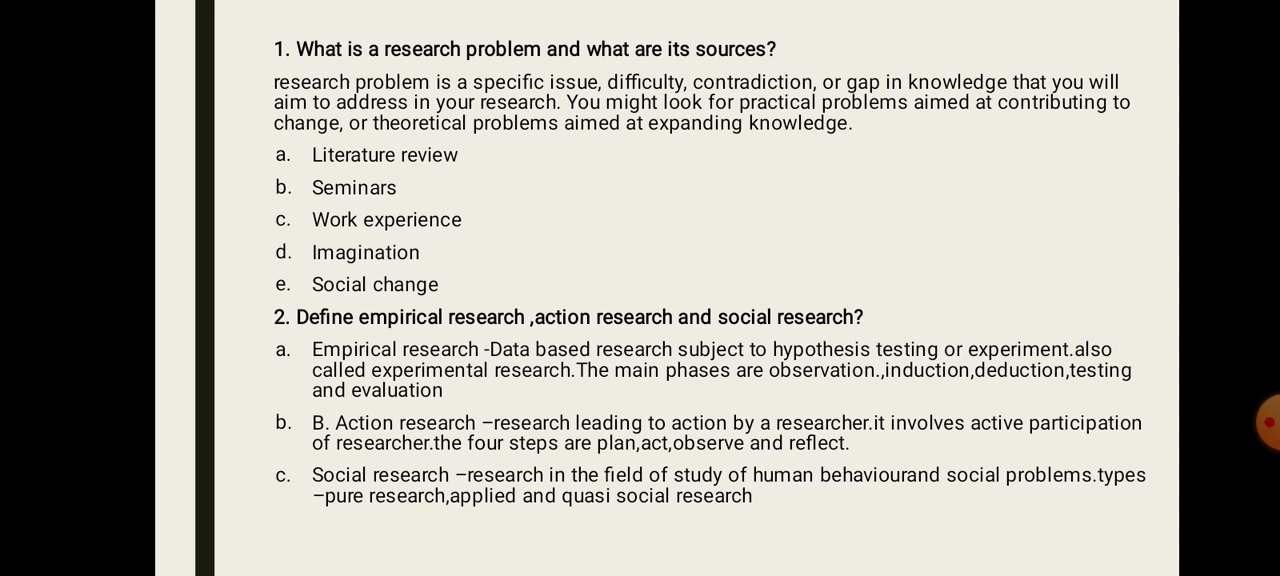 1. What is a research problem and what are its sources?
research problem is a specific issue, difficulty, contradiction, or gap in knowledge that you will
aim to address in your research. You might look for practical problems aimed at contributing to
change, or theoretical problems aimed at expanding knowledge.
a. Literature review
b. Seminars
c. Work experience
d. Imagination
e. Social change
2. Define empirical research ,action research and social research?
a. Empirical research -Data based research subject to hypothesis testing or experiment.also
called experimental research.The main phases are observation.,induction,deduction,testing
and evaluation
b. B. Action research –research leading to action by a researcher.it involves active participation
of researcher.the four steps are plan,act,observe and reflect.
c. Social research –research in the field of study of human behaviourand social problems.types
–pure research,applied and quasi social research